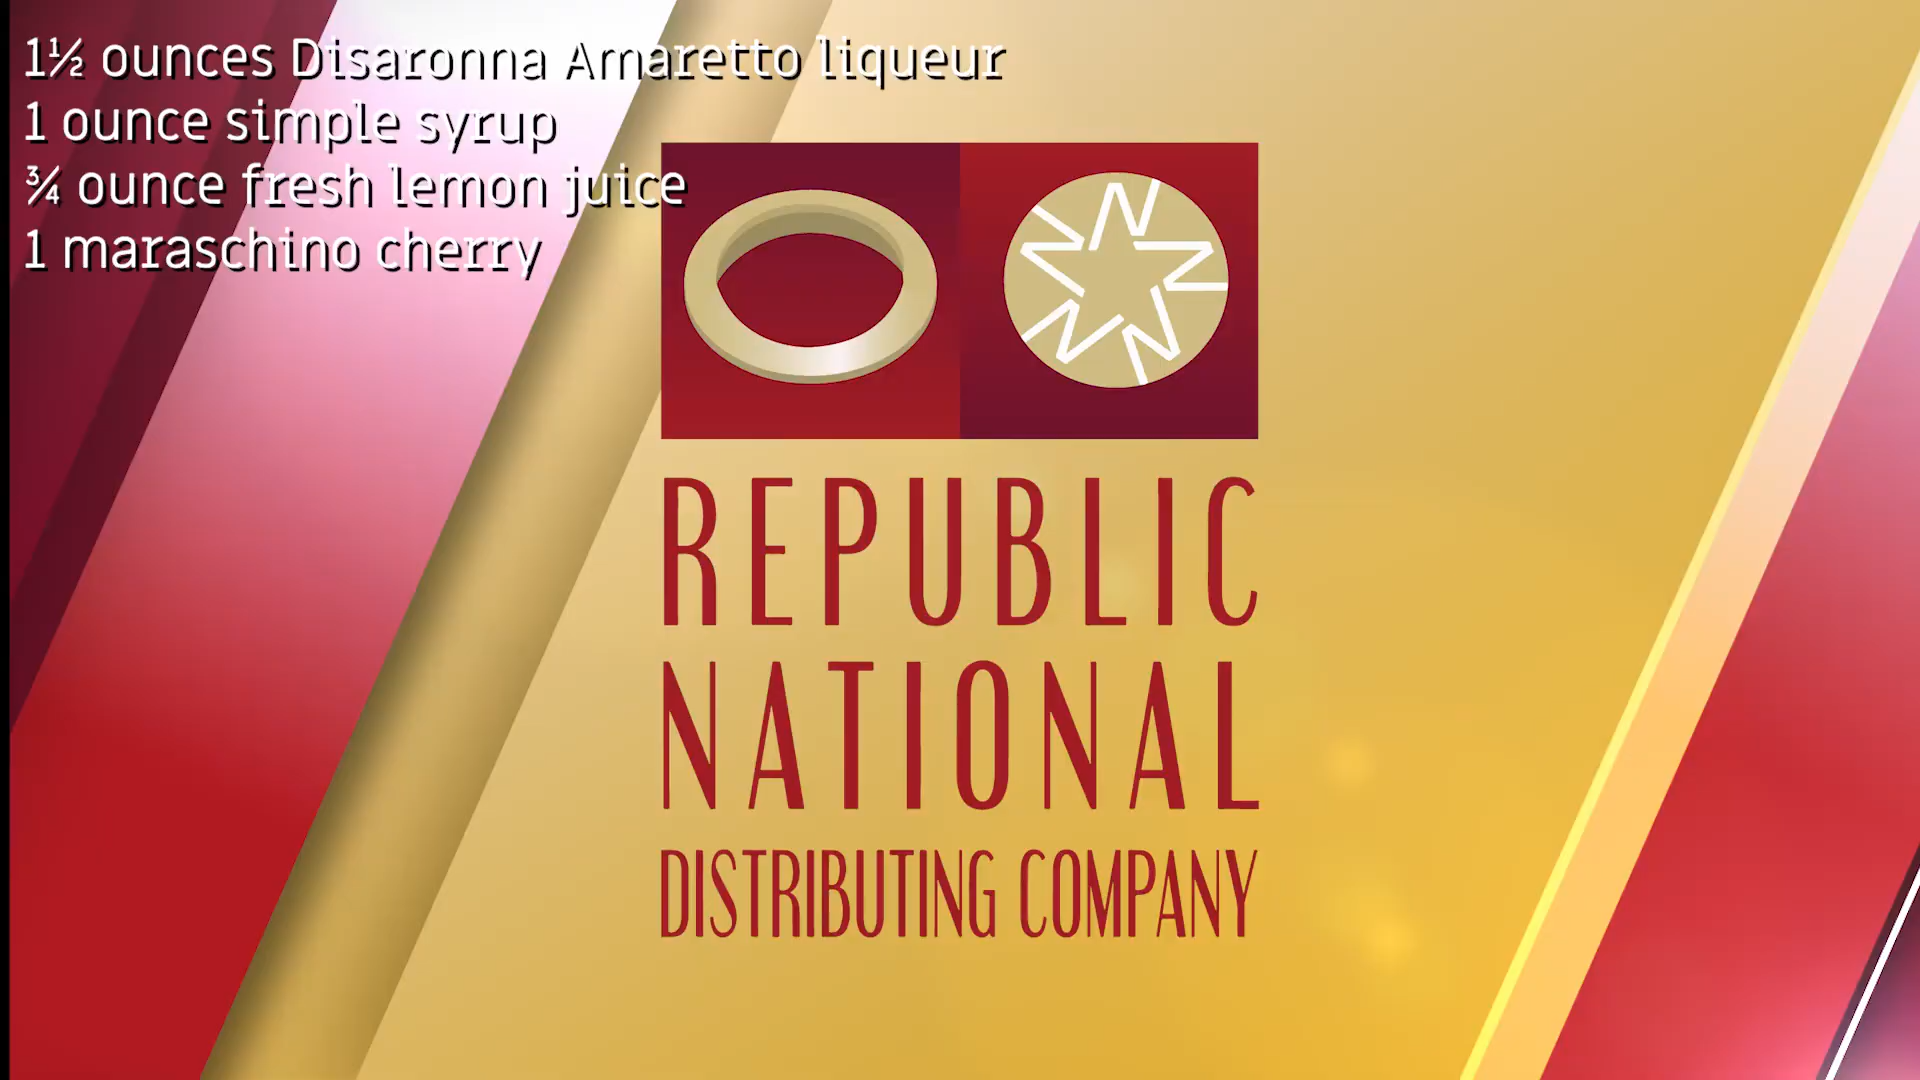 1½ ounces Disaronna Amaretto liqueur
1 ounce simple syrup
¾ ounce fresh lemon juice
1 maraschino cherry
REPUBLIC
NATIONAL
DISTRIBUTING COMPANY